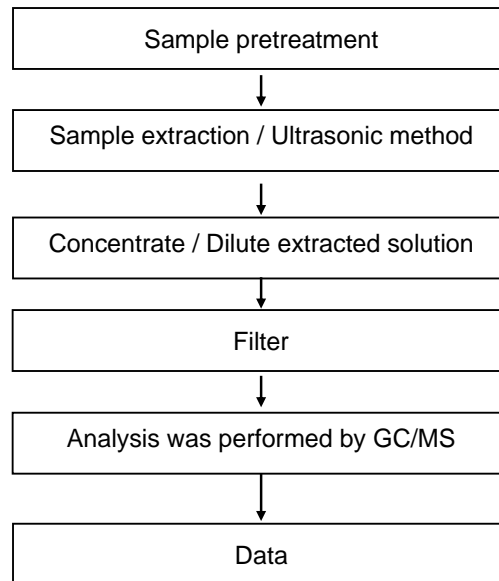 Sample pretreatment
Sample extraction / Ultrasonic method
Concentrate / Dilute extracted solution
Filter
Analysis was performed by GC/MS
Data